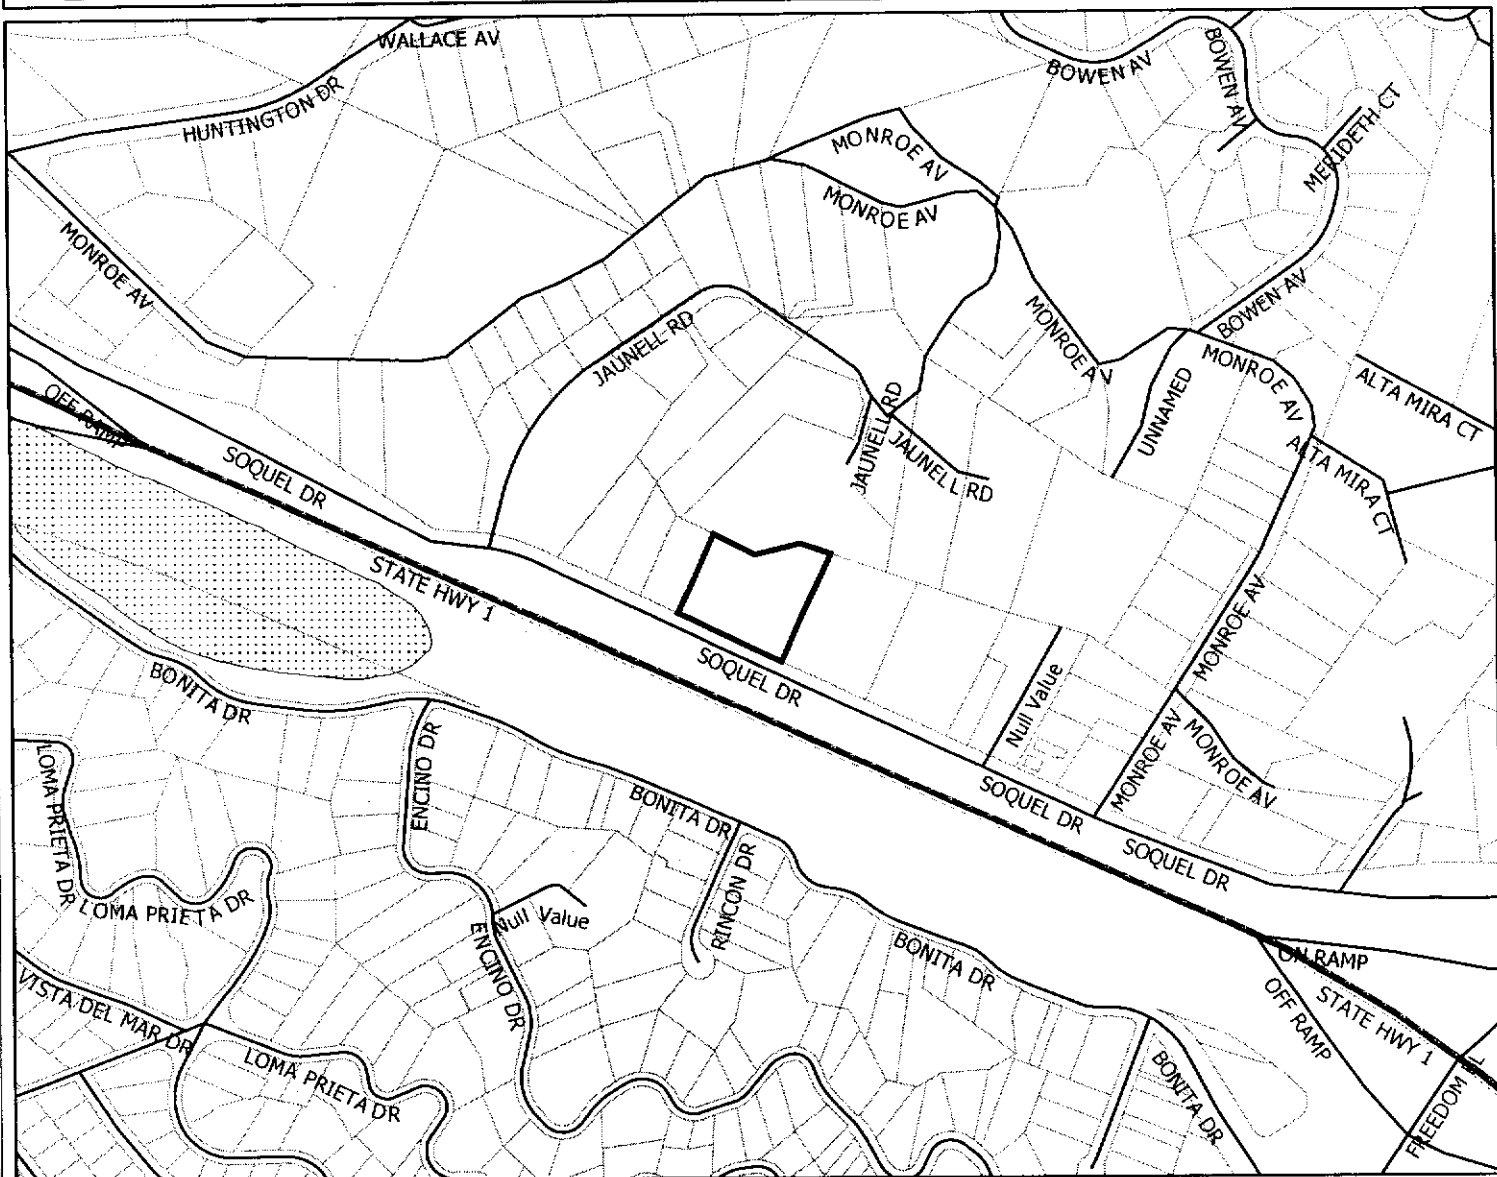 WALLACE AV
HUNTINGTON DR
BOWEN AV
BOWEN AV
MERIDETH CT
MONROE AV
MONROE AV
MONROE AV
MONROE AV
BOWEN AV
JAUNELL RD
MONROE AV
UNNAMED
ALTA MIRA CT
ALTA MIRA CT
OFF RAMP
SOQUEL DR
JAUNELL RD
JAUNELL RD
STATE HWY 1
MONROE AV
SOQUEL DR
Null Value
BONITA DR
MONROE AV
MONROE AV
LOMA PRIETA DR
ENCINO DR
BONITA DR
SOQUEL DR
SOQUEL DR
LOMA PRIETA DR
Null Value
RINCON DR
ENCINO DR
BONITA DR
ON RAMP
OFF RAMP
STATE HWY 1
VISTA DEL MAR DR
LOMA PRIETA DR
BONITA DR
FREEDOM